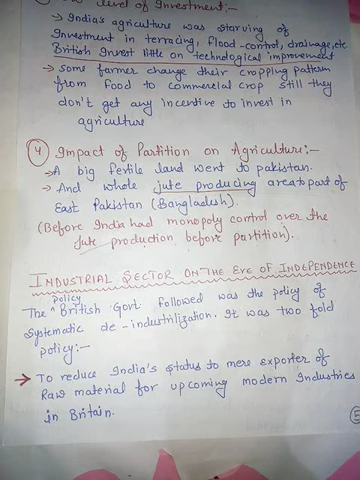 Low level of Investment:-
→ India's agriculture was starving of
Investment in terracing, flood-control, drainage, etc
British Invest little on technological improvement
→ Some farmer change their cropping pattern
from food to commercial crop still they
don't get any incentive to invest in
agriculture
④ Impact of Partition on Agriculture:-
→ A big fertile land went to pakistan.
→ And whole jute producing area to part of
East Pakistan (Bangladesh).
(Before India had monopoly control over the
jute production before partition).
INDUSTRIAL SECTOR ON THE EVE OF INDEPENDENCE
policy
The ^ British Govt followed was the policy of
systematic de-industrilization. It was two fold
policy:-
→ To reduce India's status to mere exporter of
Raw material for upcoming modern Industries
in Britain.
5